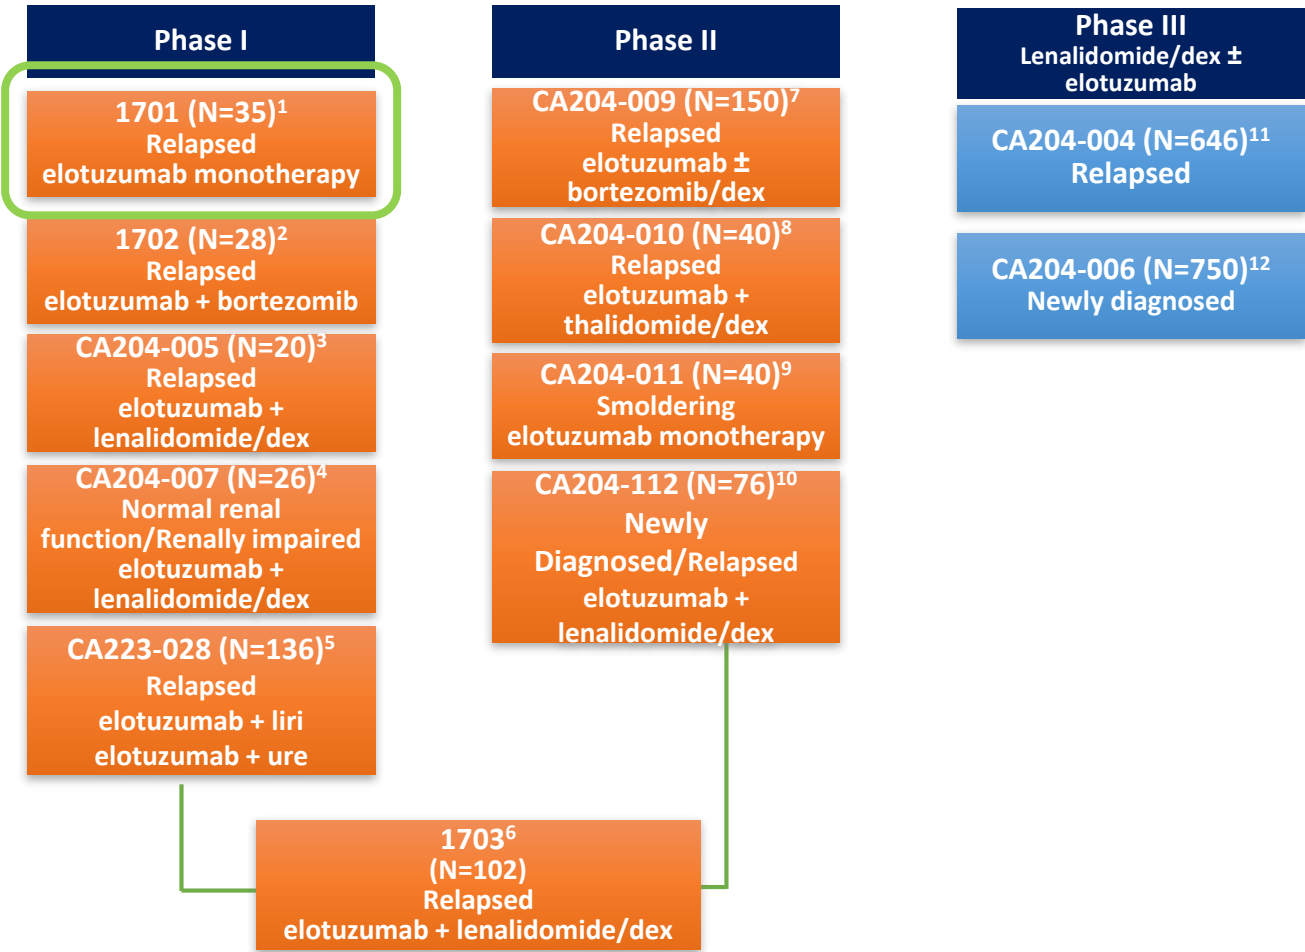 Phase I
1701 (N=35)1
Relapsed
elotuzumab monotherapy
1702 (N=28)2
Relapsed
elotuzumab + bortezomib
CA204-005 (N=20)3
Relapsed
elotuzumab +
lenalidomide/dex
CA204-007 (N=26)4
Normal renal
function/Renally impaired
elotuzumab +
lenalidomide/dex
CA223-028 (N=136)5
Relapsed
elotuzumab + liri
elotuzumab + ure
Phase II
CA204-009 (N=150)7
Relapsed
elotuzumab ±
bortezomib/dex
CA204-010 (N=40)8
Relapsed
elotuzumab +
thalidomide/dex
CA204-011 (N=40)9
Smoldering
elotuzumab monotherapy
CA204-112 (N=76)10
Newly
Diagnosed/Relapsed
elotuzumab +
lenalidomide/dex
17036
(N=102)
Relapsed
elotuzumab + lenalidomide/dex
Phase III
Lenalidomide/dex ±
elotuzumab
CA204-004 (N=646)11
Relapsed
CA204-006 (N=750)12
Newly diagnosed